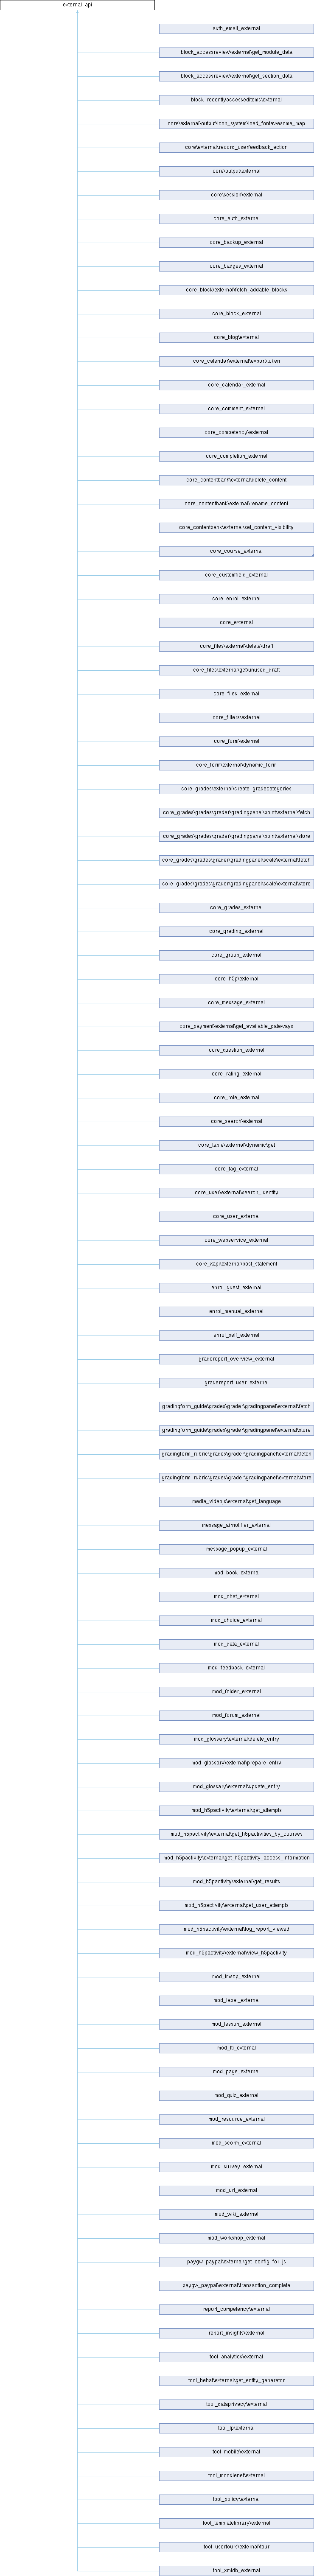 external_api
auth_email_external
block_accessreview\external\get_module_data
block_accessreview\external\get_section_data
block_recentlyaccesseditems\external
core\external\output\icon_system\load_fontawesome_map
core\external\record_userfeedback_action
core\output\external
core\session\external
core_auth_external
core_backup_external
core_badges_external
core_block\external\fetch_addable_blocks
core_block_external
core_blog\external
core_calendar\external\export\token
core_calendar_external
core_comment_external
core_competency\external
core_completion_external
core_contentbank\external\delete_content
core_contentbank\external\rename_content
core_contentbank\external\set_content_visibility
core_course_external
core_customfield_external
core_enrol_external
core_external
core_files\external\delete\draft
core_files\external\get\unused_draft
core_files_external
core_filters\external
core_form\external
core_form\external\dynamic_form
core_grades\external\create_gradecategories
core_grades\grades\grader\gradingpanel\point\external\fetch
core_grades\grades\grader\gradingpanel\point\external\store
core_grades\grades\grader\gradingpanel\scale\external\fetch
core_grades\grades\grader\gradingpanel\scale\external\store
core_grades_external
core_grading_external
core_group_external
core_h5p\external
core_message_external
core_payment\external\get_available_gateways
core_question_external
core_rating_external
core_role_external
core_search\external
core_table\external\dynamic\get
core_tag_external
core_user\external\search_identity
core_user_external
core_webservice_external
core_xapi\external\post_statement
enrol_guest_external
enrol_manual_external
enrol_self_external
gradereport_overview_external
gradereport_user_external
gradingform_guide\grades\grader\gradingpanel\external\fetch
gradingform_guide\grades\grader\gradingpanel\external\store
gradingform_rubric\grades\grader\gradingpanel\external\fetch
gradingform_rubric\grades\grader\gradingpanel\external\store
media_videojs\external\get_language
message_airnotifier_external
message_popup_external
mod_book_external
mod_chat_external
mod_choice_external
mod_data_external
mod_feedback_external
mod_folder_external
mod_forum_external
mod_glossary\external\delete_entry
mod_glossary\external\prepare_entry
mod_glossary\external\update_entry
mod_h5pactivity\external\get_attempts
mod_h5pactivity\external\get_h5pactivities_by_courses
mod_h5pactivity\external\get_h5pactivity_access_information
mod_h5pactivity\external\get_results
mod_h5pactivity\external\get_user_attempts
mod_h5pactivity\external\log_report_viewed
mod_h5pactivity\external\view_h5pactivity
mod_imscp_external
mod_label_external
mod_lesson_external
mod_lti_external
mod_page_external
mod_quiz_external
mod_resource_external
mod_scorm_external
mod_survey_external
mod_url_external
mod_wiki_external
mod_workshop_external
paygw_paypal\external\get_config_for_js
paygw_paypal\external\transaction_complete
report_competency\external
report_insights\external
tool_analytics\external
tool_behat\external\get_entity_generator
tool_dataprivacy\external
tool_lp\external
tool_mobile\external
tool_moodlenet\external
tool_policy\external
tool_templatelibrary\external
tool_usertours\external\tour
tool_xmldb_external